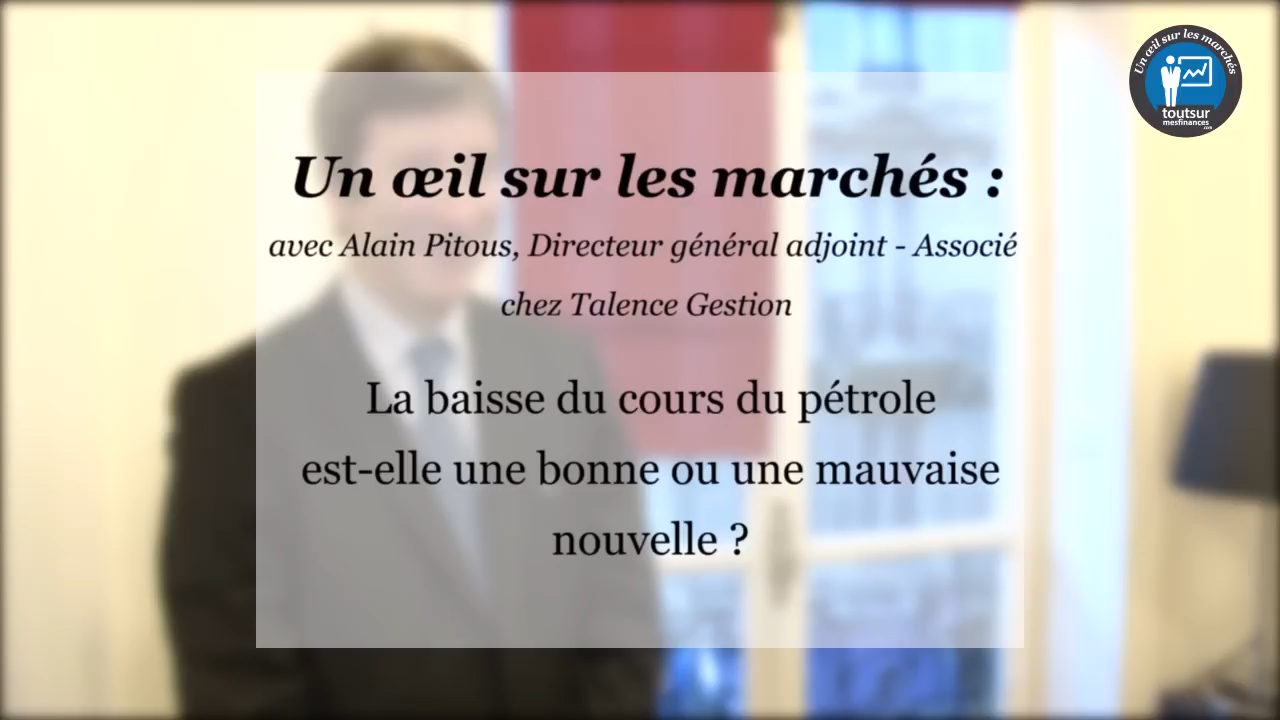 Un œil sur les marchés
toutsur
mesfinances
.com
Un œil sur les marchés :
avec Alain Pitous, Directeur général adjoint - Associé
chez Talence Gestion
La baisse du cours du pétrole
est-elle une bonne ou une mauvaise
nouvelle ?